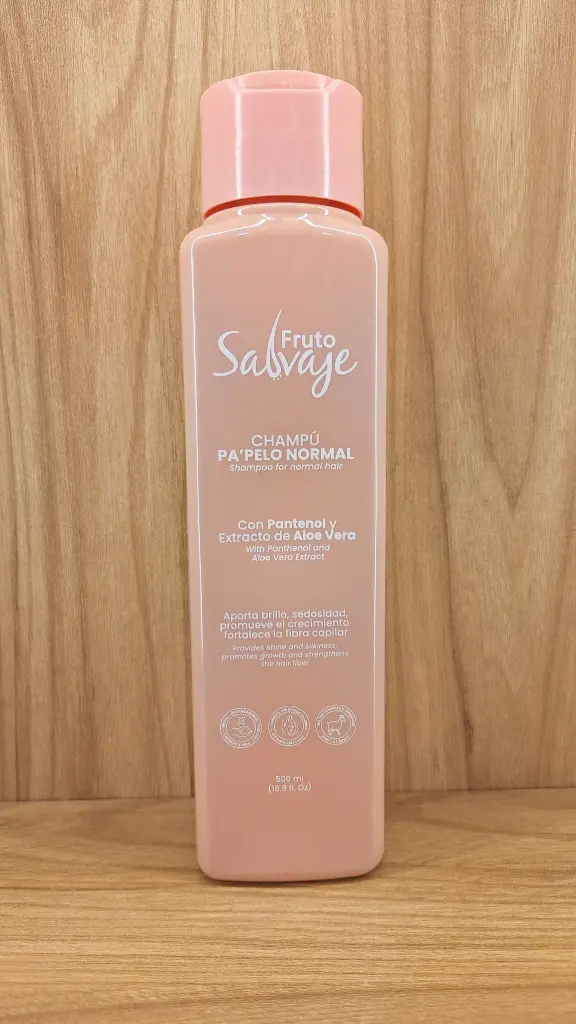 Fruto
Salvaje
CHAMPÚ
PA'PELO NORMAL
Shampoo for normal hair
Con Pantenol y
Extracto de Aloe Vera
With Panthenol and
Aloe Vera Extract
Aporta brillo, sedosidad,
promueve el crecimiento
fortalece la fibra capilar
Provides shine and silkiness,
promotes growth and strengthens
the hair fiber
500 ml
(16.9 fl. Oz)